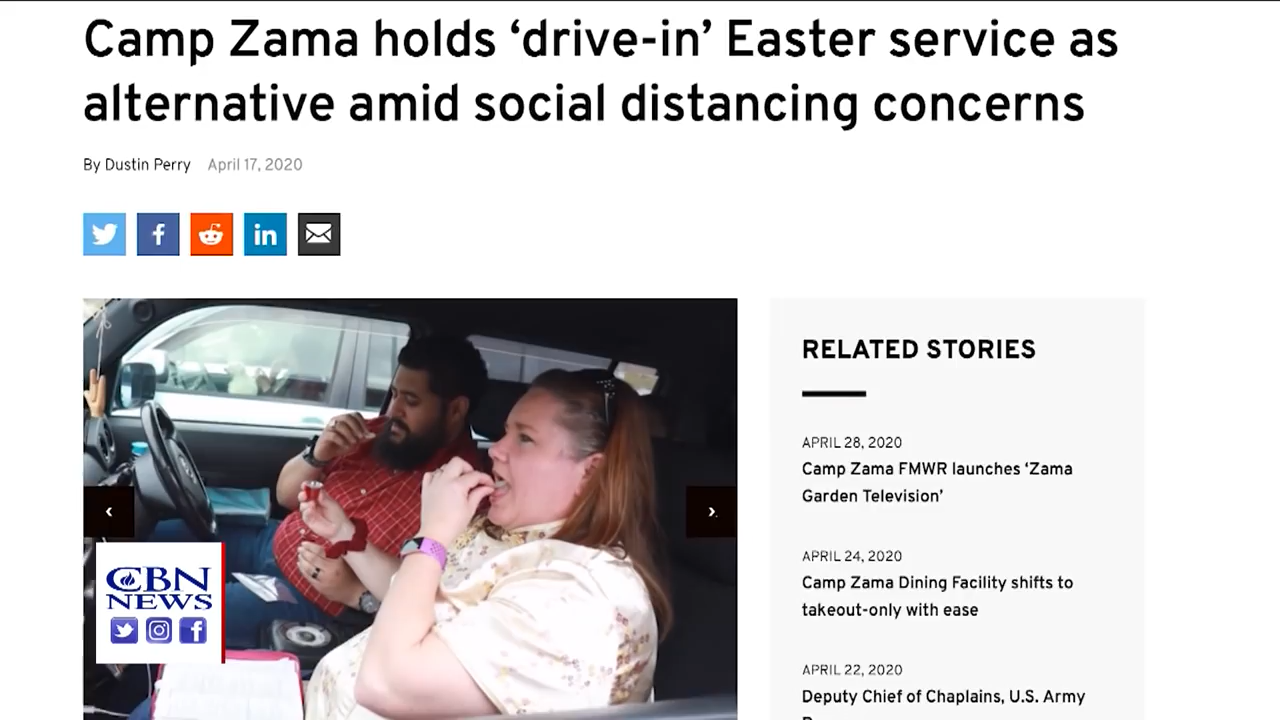 Camp Zama holds ‘drive-in’ Easter service as
alternative amid social distancing concerns
By Dustin Perry April 17, 2020
RELATED STORIES
APRIL 28, 2020
Camp Zama FMWR launches ‘Zama
Garden Television’
APRIL 24, 2020
Camp Zama Dining Facility shifts to
takeout-only with ease
APRIL 22, 2020
Deputy Chief of Chaplains, U.S. Army
CBN
NEWS